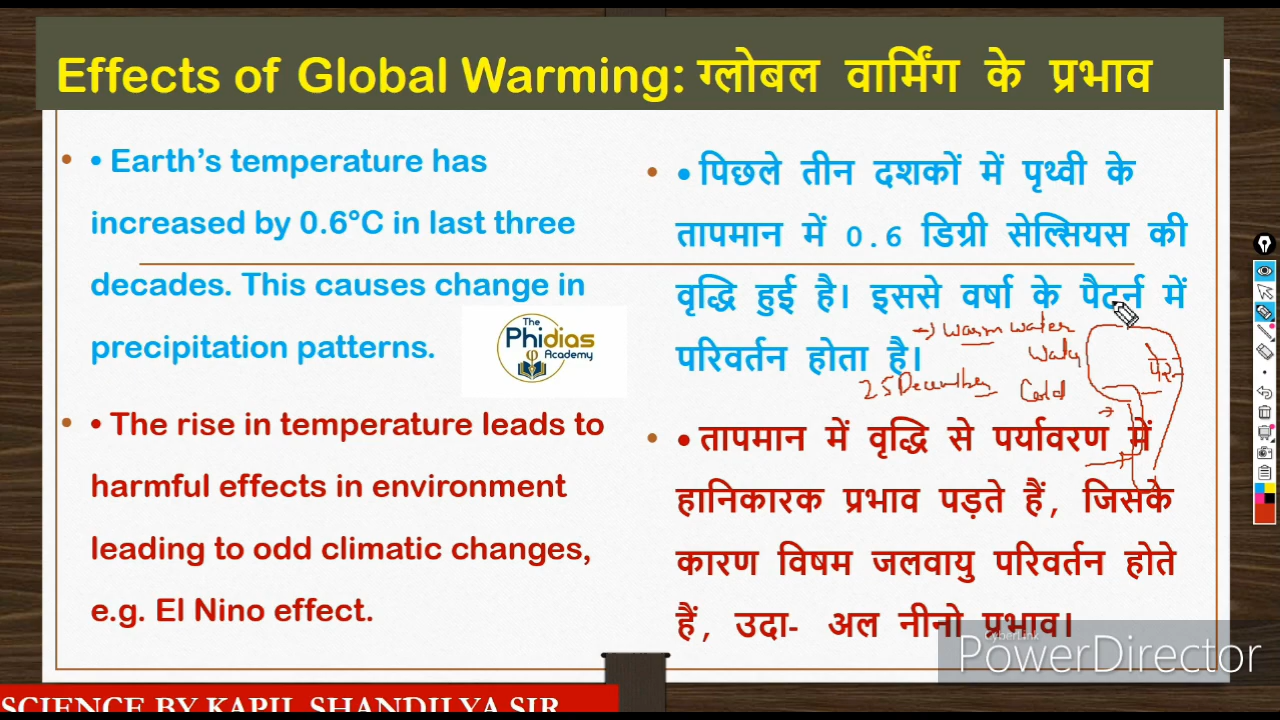 Effects of Global Warming: ग्लोबल वार्मिंग के प्रभाव
• Earth's temperature has
increased by 0.6°C in last three
decades. This causes change in
precipitation patterns.
• The rise in temperature leads to
harmful effects in environment
leading to odd climatic changes,
e.g. El Nino effect.
The
Phidias
Academy
• पिछले तीन दशकों में पृथ्वी के
तापमान में 0.6 डिग्री सेल्सियस की
वृद्धि हुई है। इससे वर्षा के पैटर्न में
परिवर्तन होता है।
→ warm water
25 December Cold
• तापमान में वृद्धि से पर्यावरण में
हानिकारक प्रभाव पड़ते हैं, जिसके
कारण विषम जलवायु परिवर्तन होते
हैं, उदा- अल नीनो प्रभाव।
CyberLink
PowerDirector
SCIENCE BY KAPIL SHANDILYA SIR